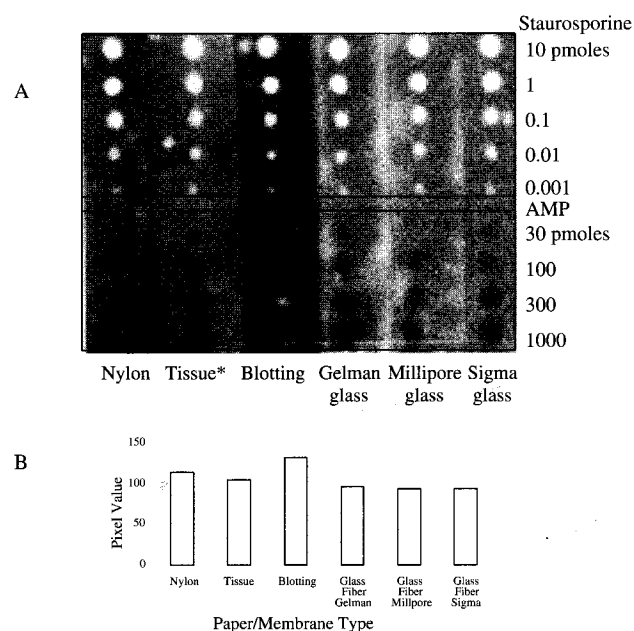 Staurosporine
A
10 pmoles
1
0.1
0.01
0.001
AMP
30 pmoles
100
300
1000
Nylon Tissue* Blotting Gelman glass Millipore glass Sigma glass
B
150
100
50
0
Pixel Value
Nylon Tissue Blotting Glass Fiber Gelman Glass Fiber Millpore Glass Fiber Sigma
Paper/Membrane Type